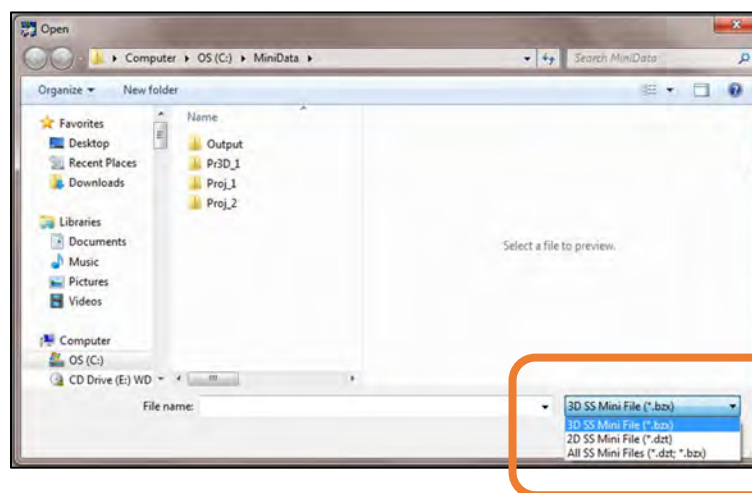 Open
Computer ▸ OS (C:) ▸ MiniData ▸
Search MiniData
Organize
New folder
Name
Favorites
Desktop
Recent Places
Downloads
Libraries
Documents
Music
Pictures
Videos
Computer
OS (C:)
CD Drive (E:) WD
Output
Pr3D_1
Proj_1
Proj_2
Select a file to preview.
File name:
3D SS Mini File (*.bzx)
3D SS Mini File (*.bzx)
2D SS Mini File (*.dzt)
All SS Mini Files (*.dzt; *.bzx)